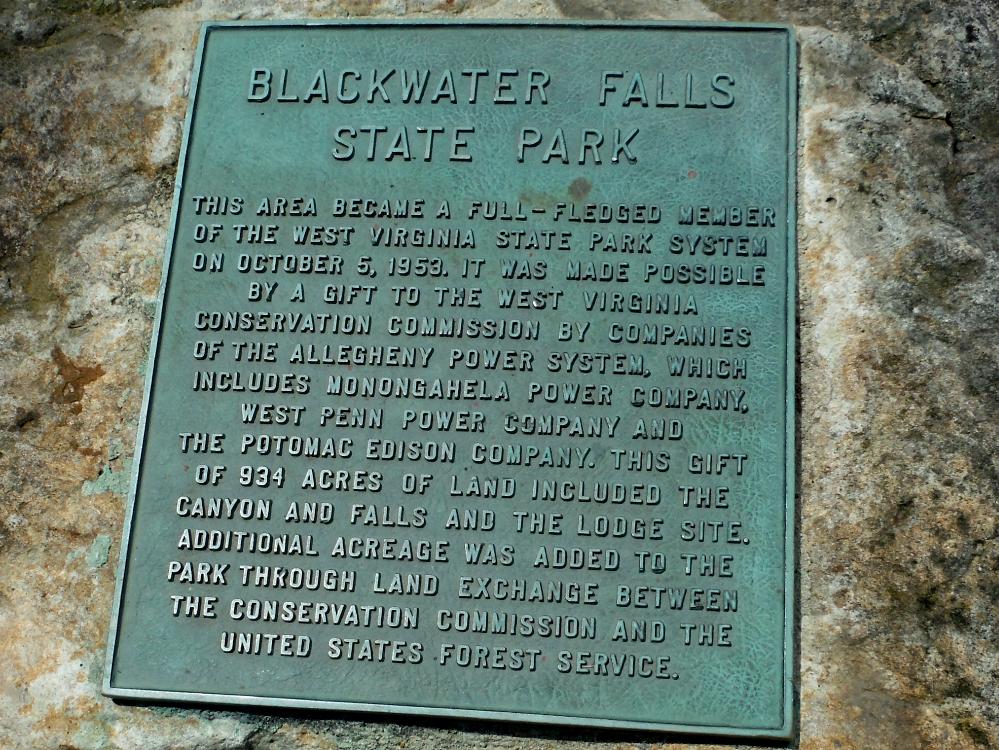 BLACKWATER FALLS
STATE PARK
THIS AREA BECAME A FULL-FLEDGED MEMBER
OF THE WEST VIRGINIA STATE PARK SYSTEM
ON OCTOBER 5, 1953. IT WAS MADE POSSIBLE
BY A GIFT TO THE WEST VIRGINIA
CONSERVATION COMMISSION BY COMPANIES
OF THE ALLEGHENY POWER SYSTEM, WHICH
INCLUDES MONONGAHELA POWER COMPANY,
WEST PENN POWER COMPANY AND
THE POTOMAC EDISON COMPANY. THIS GIFT
OF 934 ACRES OF LAND INCLUDED THE
CANYON AND FALLS AND THE LODGE SITE.
ADDITIONAL ACREAGE WAS ADDED TO THE
PARK THROUGH LAND EXCHANGE BETWEEN
THE CONSERVATION COMMISSION AND THE
UNITED STATES FOREST SERVICE.